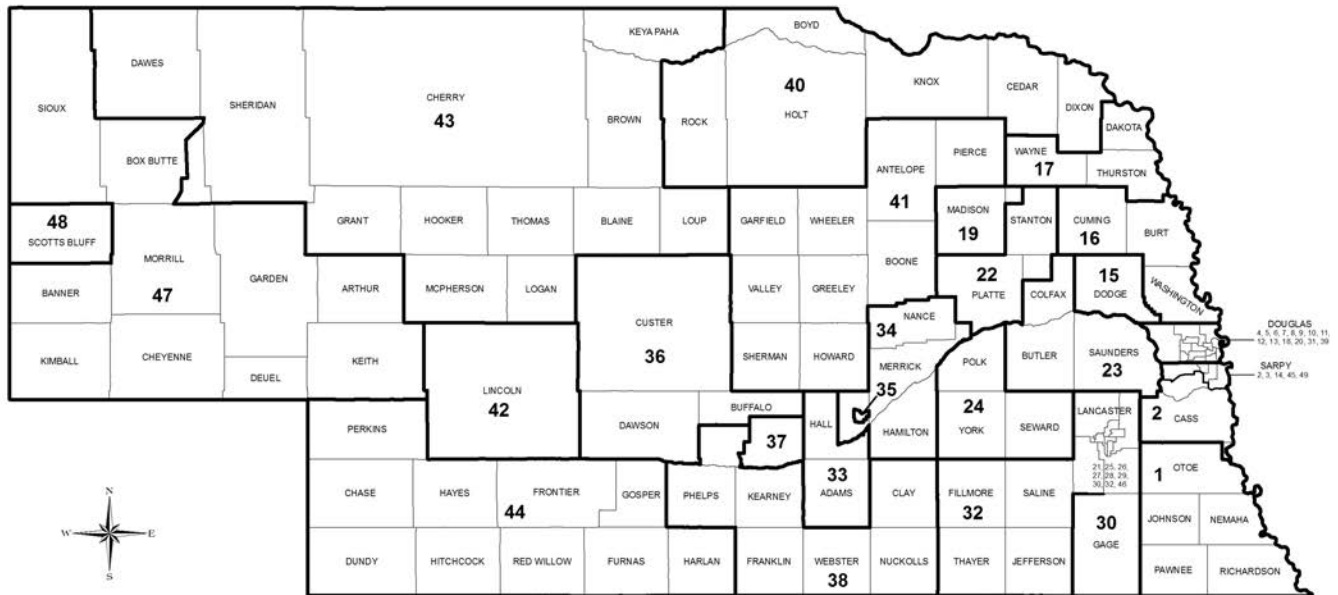 BOYD
KEYA PAHA
DAWES
KNOX
CEDAR
40
CHERRY
43
SIOUX
SHERIDAN
DIXON
HOLT
BROWN
ROCK
DAKOTA
BOX BUTTE
PIERCE
WAYNE
17
ANTELOPE
THURSTON
41
MADISON
19
STANTON
CUMING
16
48
SCOTTS BLUFF
GRANT
HOOKER
THOMAS
BLAINE
LOUP
GARFIELD
WHEELER
BURT
MORRILL
47
GARDEN
BOONE
22
PLATTE
15
DODGE
BANNER
ARTHUR
MCPHERSON
LOGAN
VALLEY
GREELEY
COLFAX
WASHINGTON
CUSTER
36
NANCE
34
DOUGLAS
4, 5, 6, 7, 8, 9, 10, 11,
12, 13, 18, 20, 31, 39
KIMBALL
CHEYENNE
KEITH
SHERMAN
HOWARD
POLK
BUTLER
SAUNDERS
23
SARPY
2, 3, 14, 45, 49
DEUEL
MERRICK
35
LINCOLN
42
BUFFALO
24
YORK
LANCASTER
2
CASS
PERKINS
DAWSON
37
HALL
HAMILTON
SEWARD
21, 25, 26,
27, 28, 29,
30, 32, 46
33
ADAMS
1
OTOE
CHASE
HAYES
FRONTIER
44
GOSPER
PHELPS
KEARNEY
CLAY
FILLMORE
32
SALINE
30
GAGE
JOHNSON
NEMAHA
N
W
E
S
DUNDY
HITCHCOCK
RED WILLOW
FURNAS
HARLAN
FRANKLIN
WEBSTER
38
NUCKOLLS
THAYER
JEFFERSON
PAWNEE
RICHARDSON